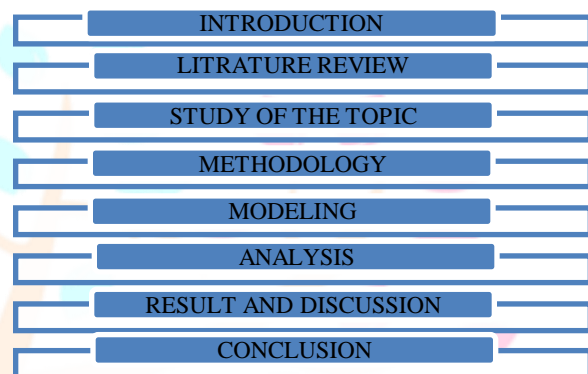 INTRODUCTION
LITRATURE REVIEW
STUDY OF THE TOPIC
METHODOLOGY
MODELING
ANALYSIS
RESULT AND DISCUSSION
CONCLUSION